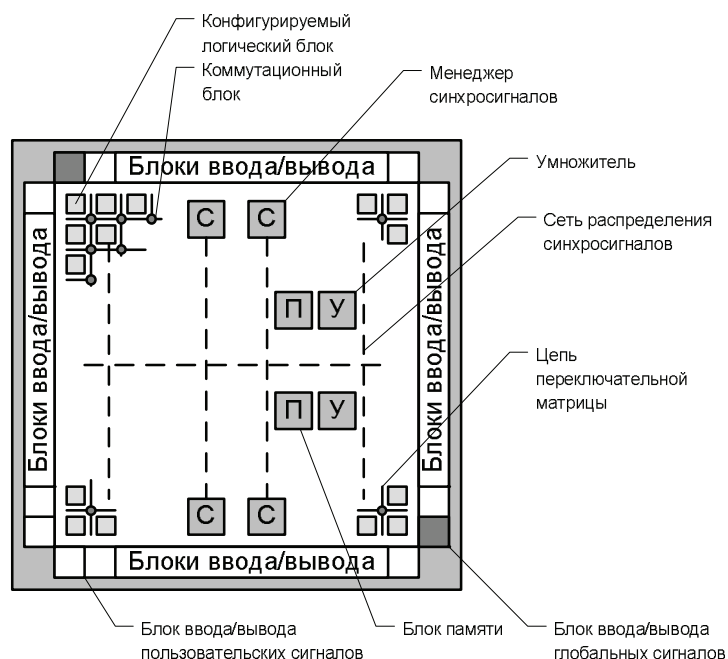 Конфигурируемый
логический блок
Коммутационный
блок
Менеджер
синхросигналов
Блоки ввода/вывода
Умножитель
С С
Сеть распределения
синхросигналов
Блоки ввода/вывода
Блоки ввода/вывода
П У
Цепь
переключательной
матрицы
П У
С С
Блоки ввода/вывода
Блок ввода/вывода
пользовательских сигналов
Блок памяти
Блок ввода/вывода
глобальных сигналов